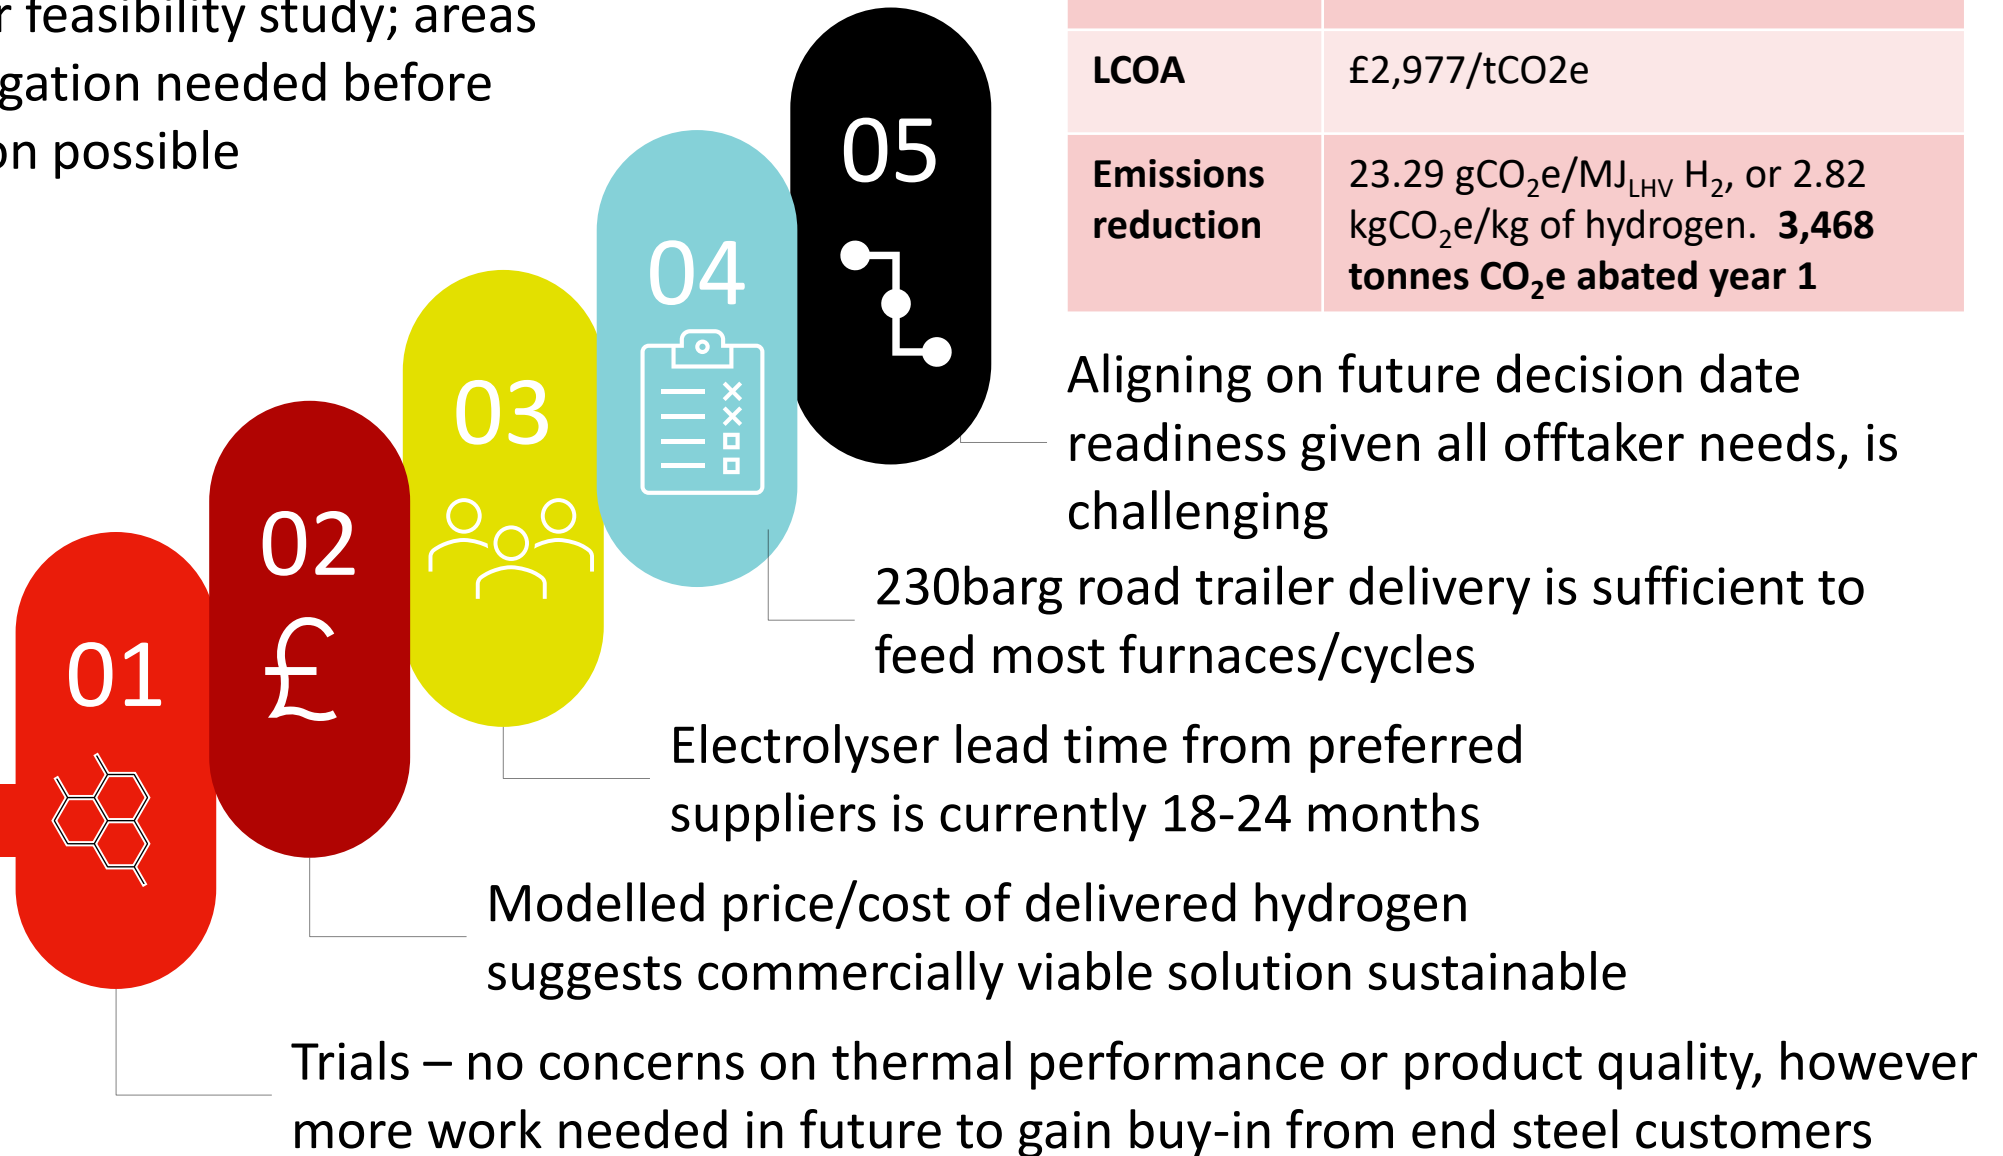 r feasibility study; areas
gation needed before
on possible
LCOA £2,977/tCO2e
Emissions reduction
23.29 gCO₂e/MJ_LHV H₂, or 2.82
kgCO₂e/kg of hydrogen. 3,468
tonnes CO₂e abated year 1
05
Aligning on future decision date
readiness given all offtaker needs, is
challenging
04
230barg road trailer delivery is sufficient to
feed most furnaces/cycles
03
Electrolyser lead time from preferred
suppliers is currently 18-24 months
02
£
Modelled price/cost of delivered hydrogen
suggests commercially viable solution sustainable
01
Trials – no concerns on thermal performance or product quality, however
more work needed in future to gain buy-in from end steel customers